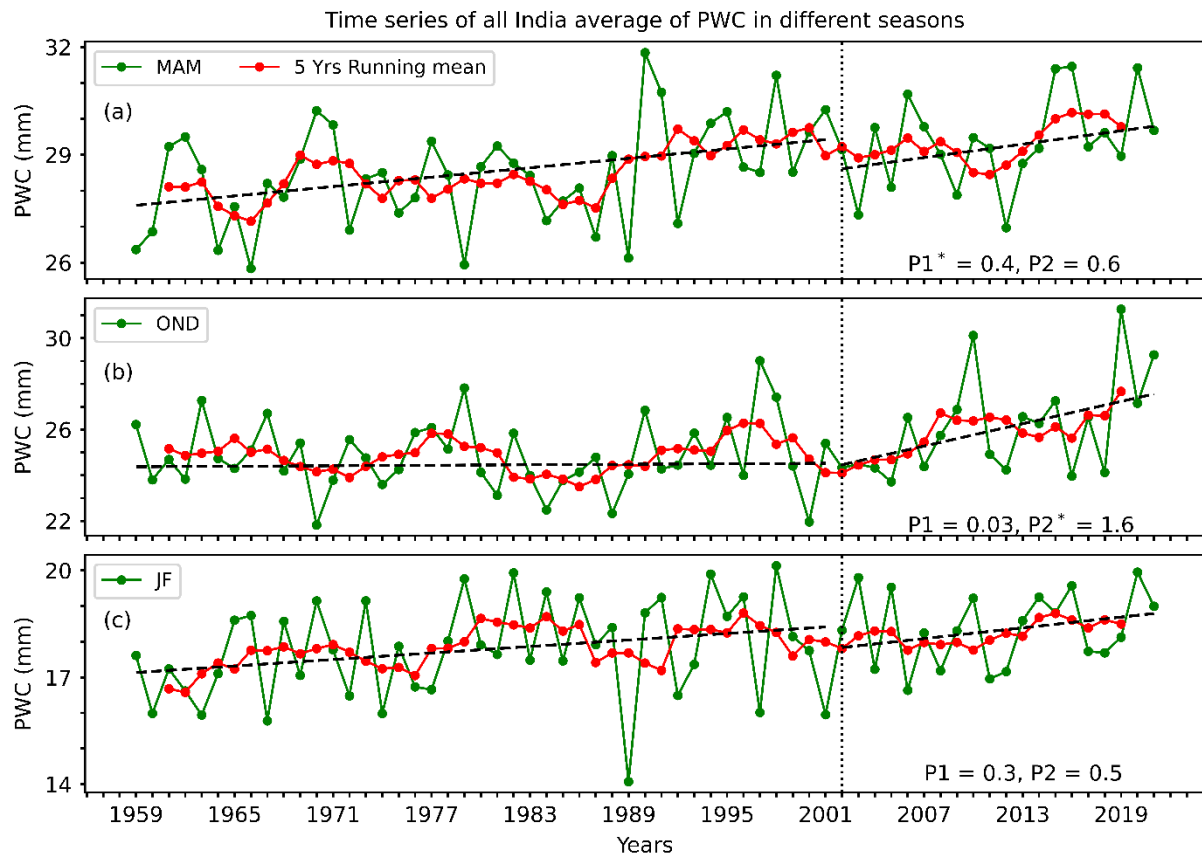 Time series of all India average of PWC in different seasons
32
29
26
PWC (mm)
MAM 5 Yrs Running mean
(a)
P1* = 0.4, P2 = 0.6
30
26
22
PWC (mm)
OND
(b)
P1 = 0.03, P2* = 1.6
20
17
14
PWC (mm)
JF
(c)
P1 = 0.3, P2 = 0.5
1959 1965 1971 1977 1983 1989 1995 2001 2007 2013 2019
Years